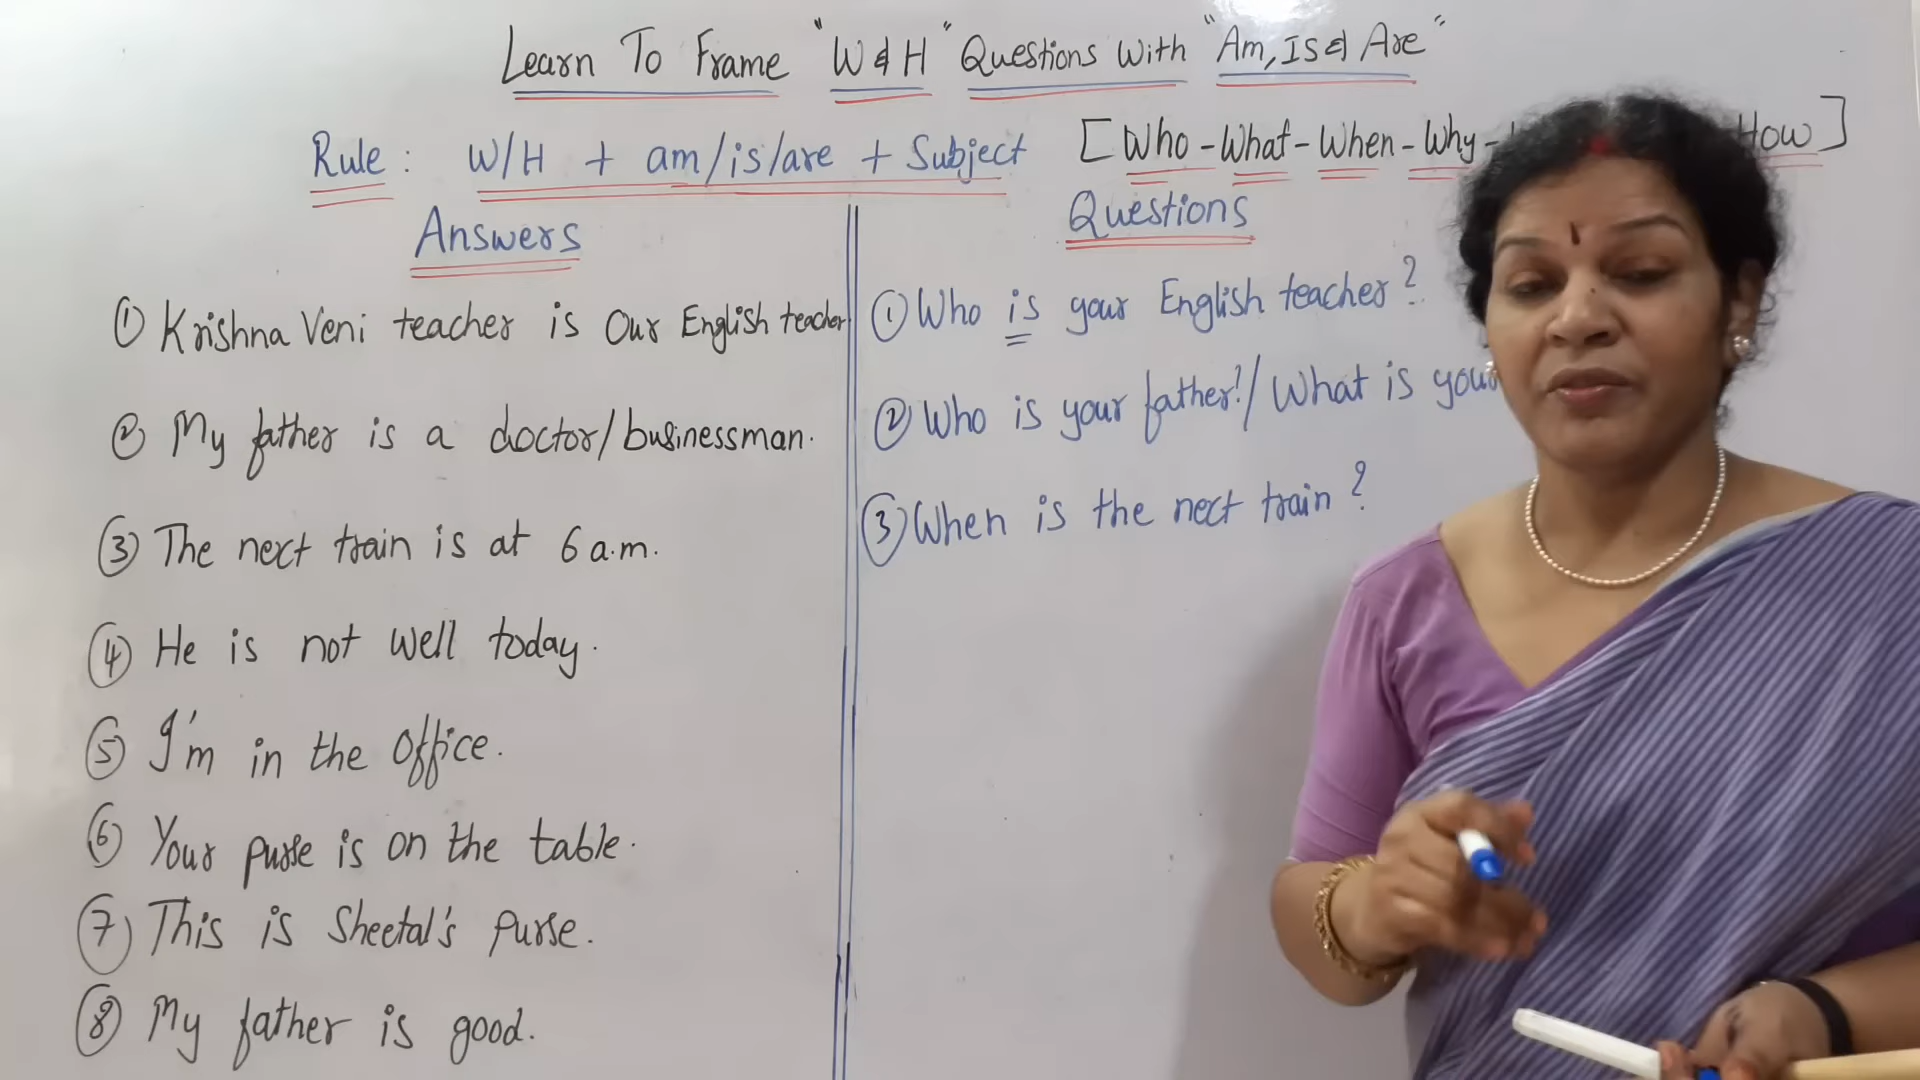 Learn To Frame "W & H" Questions With "Am, Is & Are"
Rule: W/H + am/is/are + Subject [Who - What - When - Why - How]
Answers
① Krishna Veni teacher is Our English teacher
② My father is a doctor/businessman.
③ The next train is at 6 a.m.
④ He is not well today.
⑤ I'm in the Office.
⑥ Your purse is on the table.
⑦ This is Sheetal's Purse.
⑧ My father is good.
Questions
① Who is your English teacher?
② Who is your father?/ What is your
③ When is the next train?